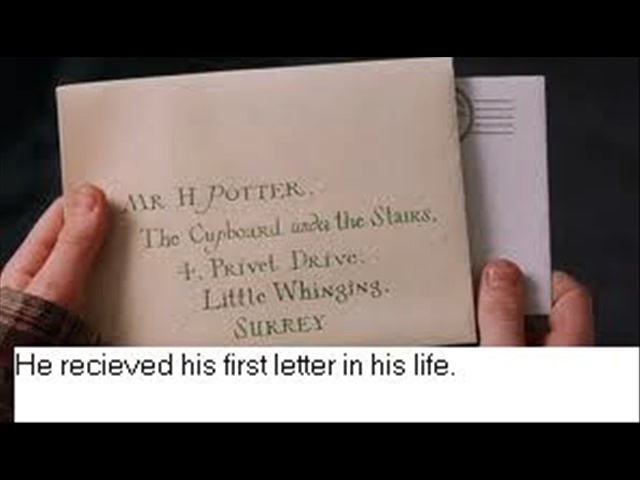 MR H POTTER,
The Cupboard under the Stairs,
4, Privet Drive,
Little Whinging,
SURREY
He recieved his first letter in his life.